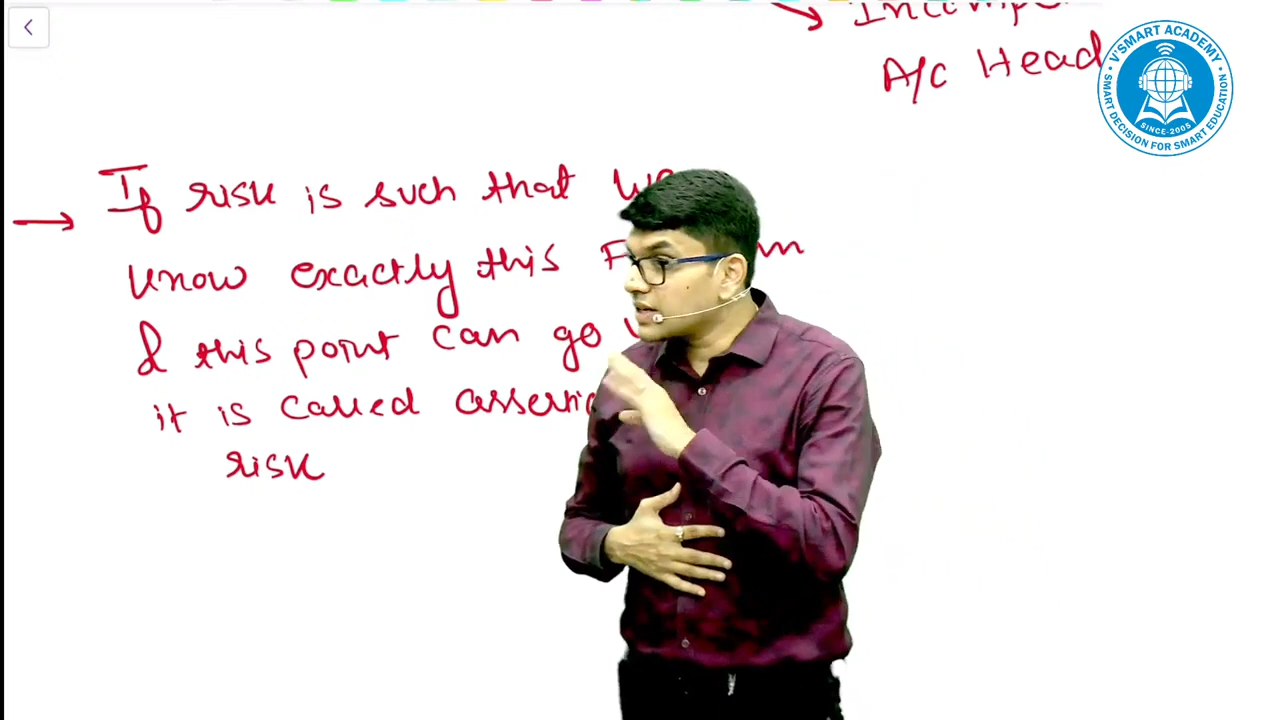 A/c Head
V'SMART ACADEMY
SMART DECISION FOR SMART EDUCATION
SINCE-2005
→ If risk is such that we
know exactly this
& this point can go
it is called
risk